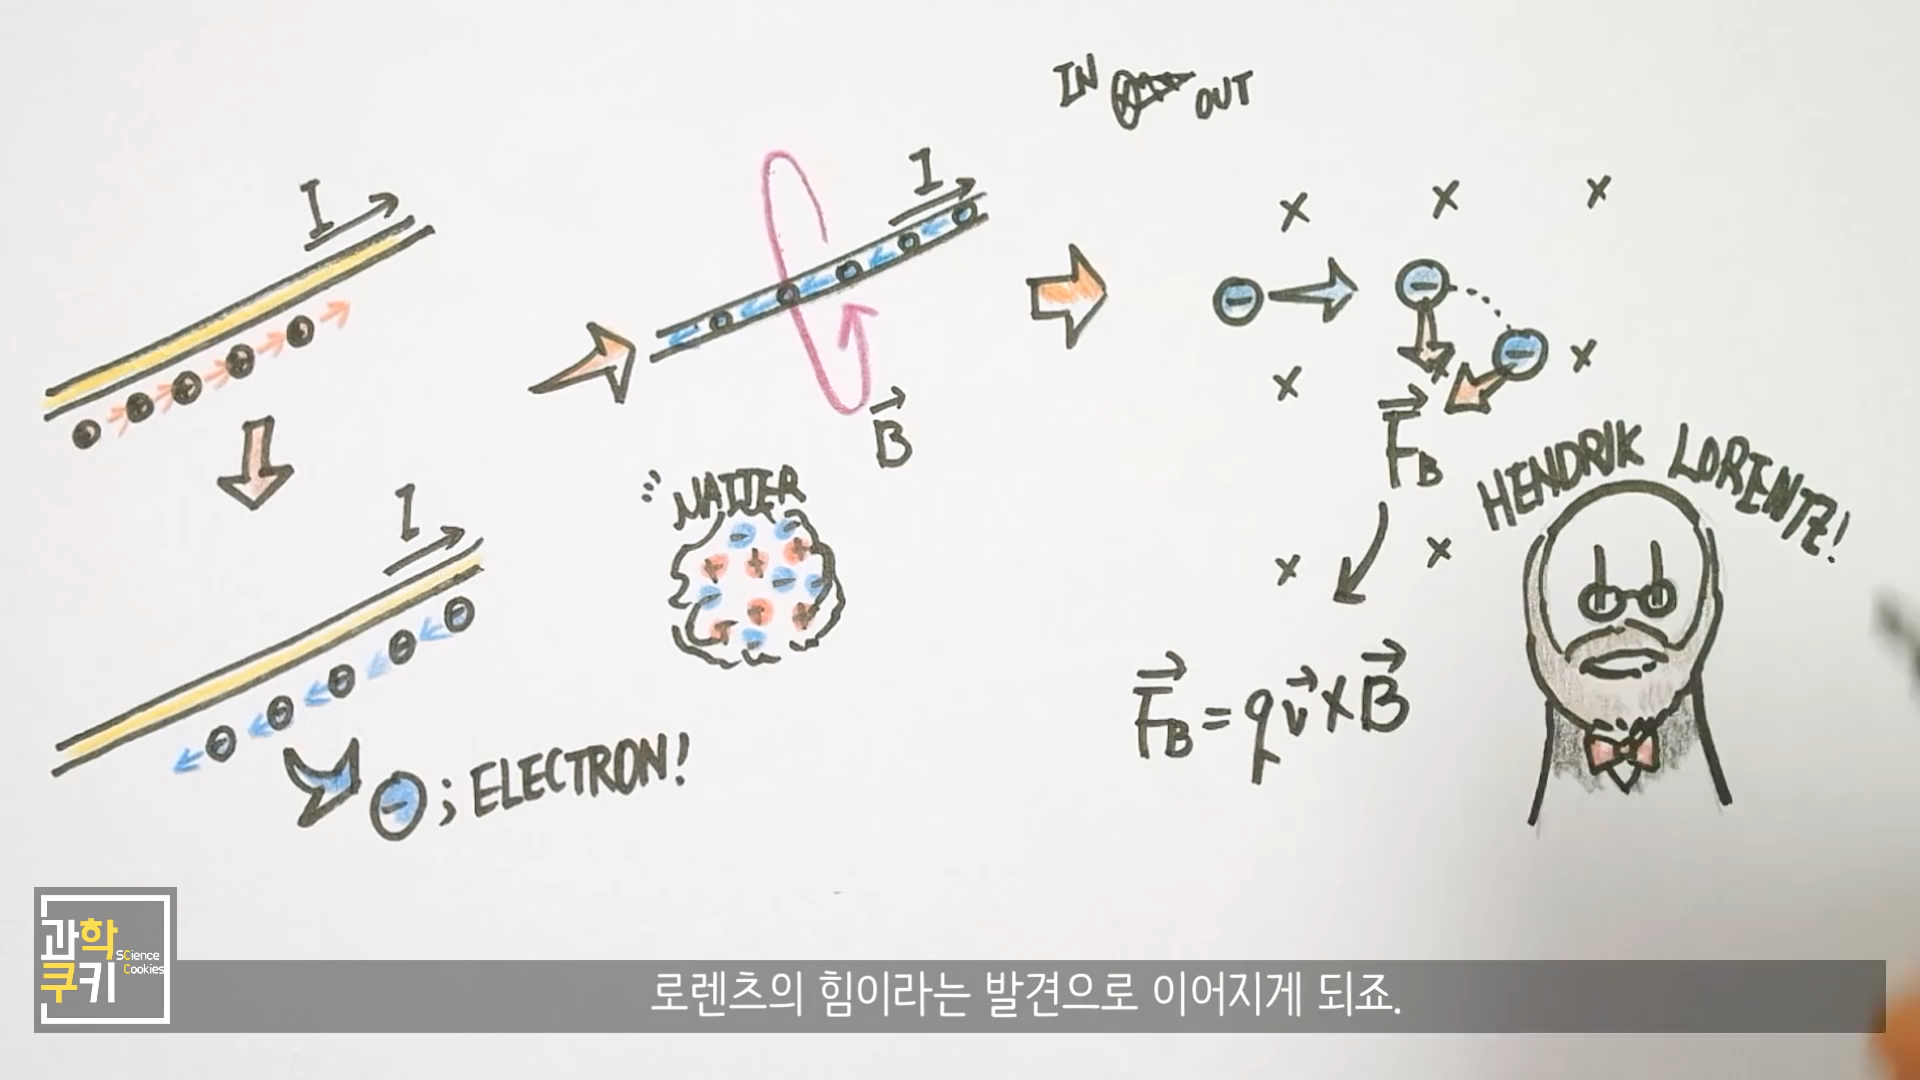 IN OUT
I
I
B
I
ELECTRON!
MATTER
x x x
x x x
x x
F_B
HENDRIK LORENTZ!
F_B = qv×B
과학
쿠키
SCience
Cookies
로렌츠의 힘이라는 발견으로 이어지게 되죠.